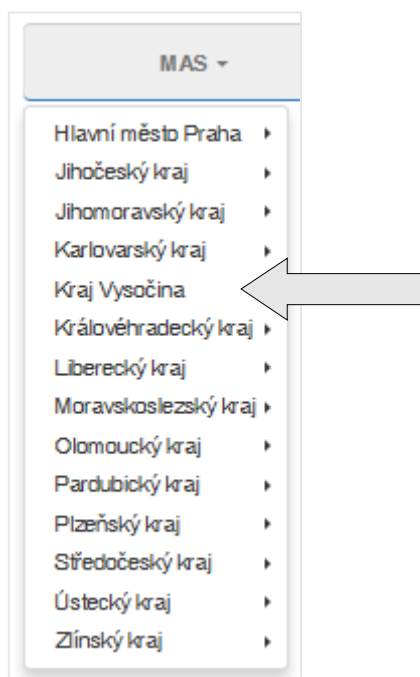 MAS
Hlavní město Praha
Jihočeský kraj
Jihomoravský kraj
Karlovarský kraj
Kraj Vysočina
Královéhradecký kraj
Liberecký kraj
Moravskoslezský kraj
Olomoucký kraj
Pardubický kraj
Plzeňský kraj
Středočeský kraj
Ústecký kraj
Zlínský kraj